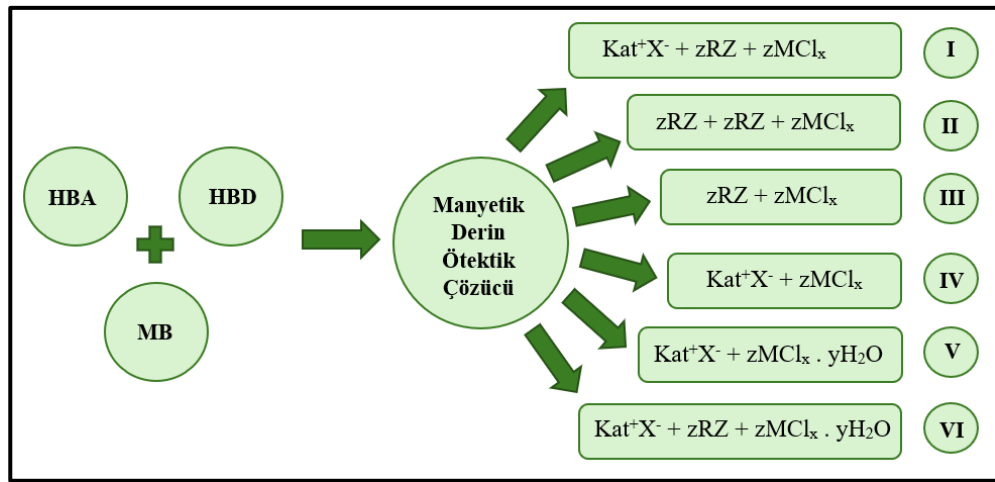 HBA
HBD
MB
Manyetik
Derin
Ötektik
Çözücü
Kat⁺X⁻ + zRZ + zMClₓ
I
zRZ + zRZ + zMClₓ
II
zRZ + zMClₓ
III
Kat⁺X⁻ + zMClₓ
IV
Kat⁺X⁻ + zMClₓ . yH₂O
V
Kat⁺X⁻ + zRZ + zMClₓ . yH₂O
VI